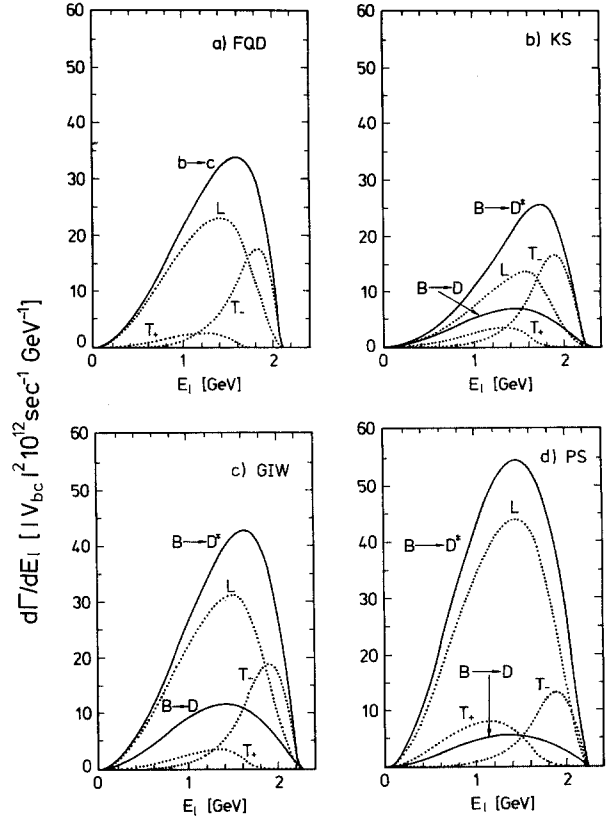 dΓ/dE_l [ |V_bc|² 10¹² sec⁻¹ GeV⁻¹ ]
60
50
40
30
20
10
0
a) FQD
b→c
L
T₋
T₊
0 1 2
E_l [GeV]
60
50
40
30
20
10
0
b) KS
B→D*
T₋
L
B→D
T₊
0 1 2
E_l [GeV]
60
50
40
30
20
10
0
c) GIW
B→D*
L
T₋
B→D
T₊
0 1 2
E_l [GeV]
60
50
40
30
20
10
d) PS
L
B→D*
B→D
T₋
T₊
0 1 2
E_l [GeV]